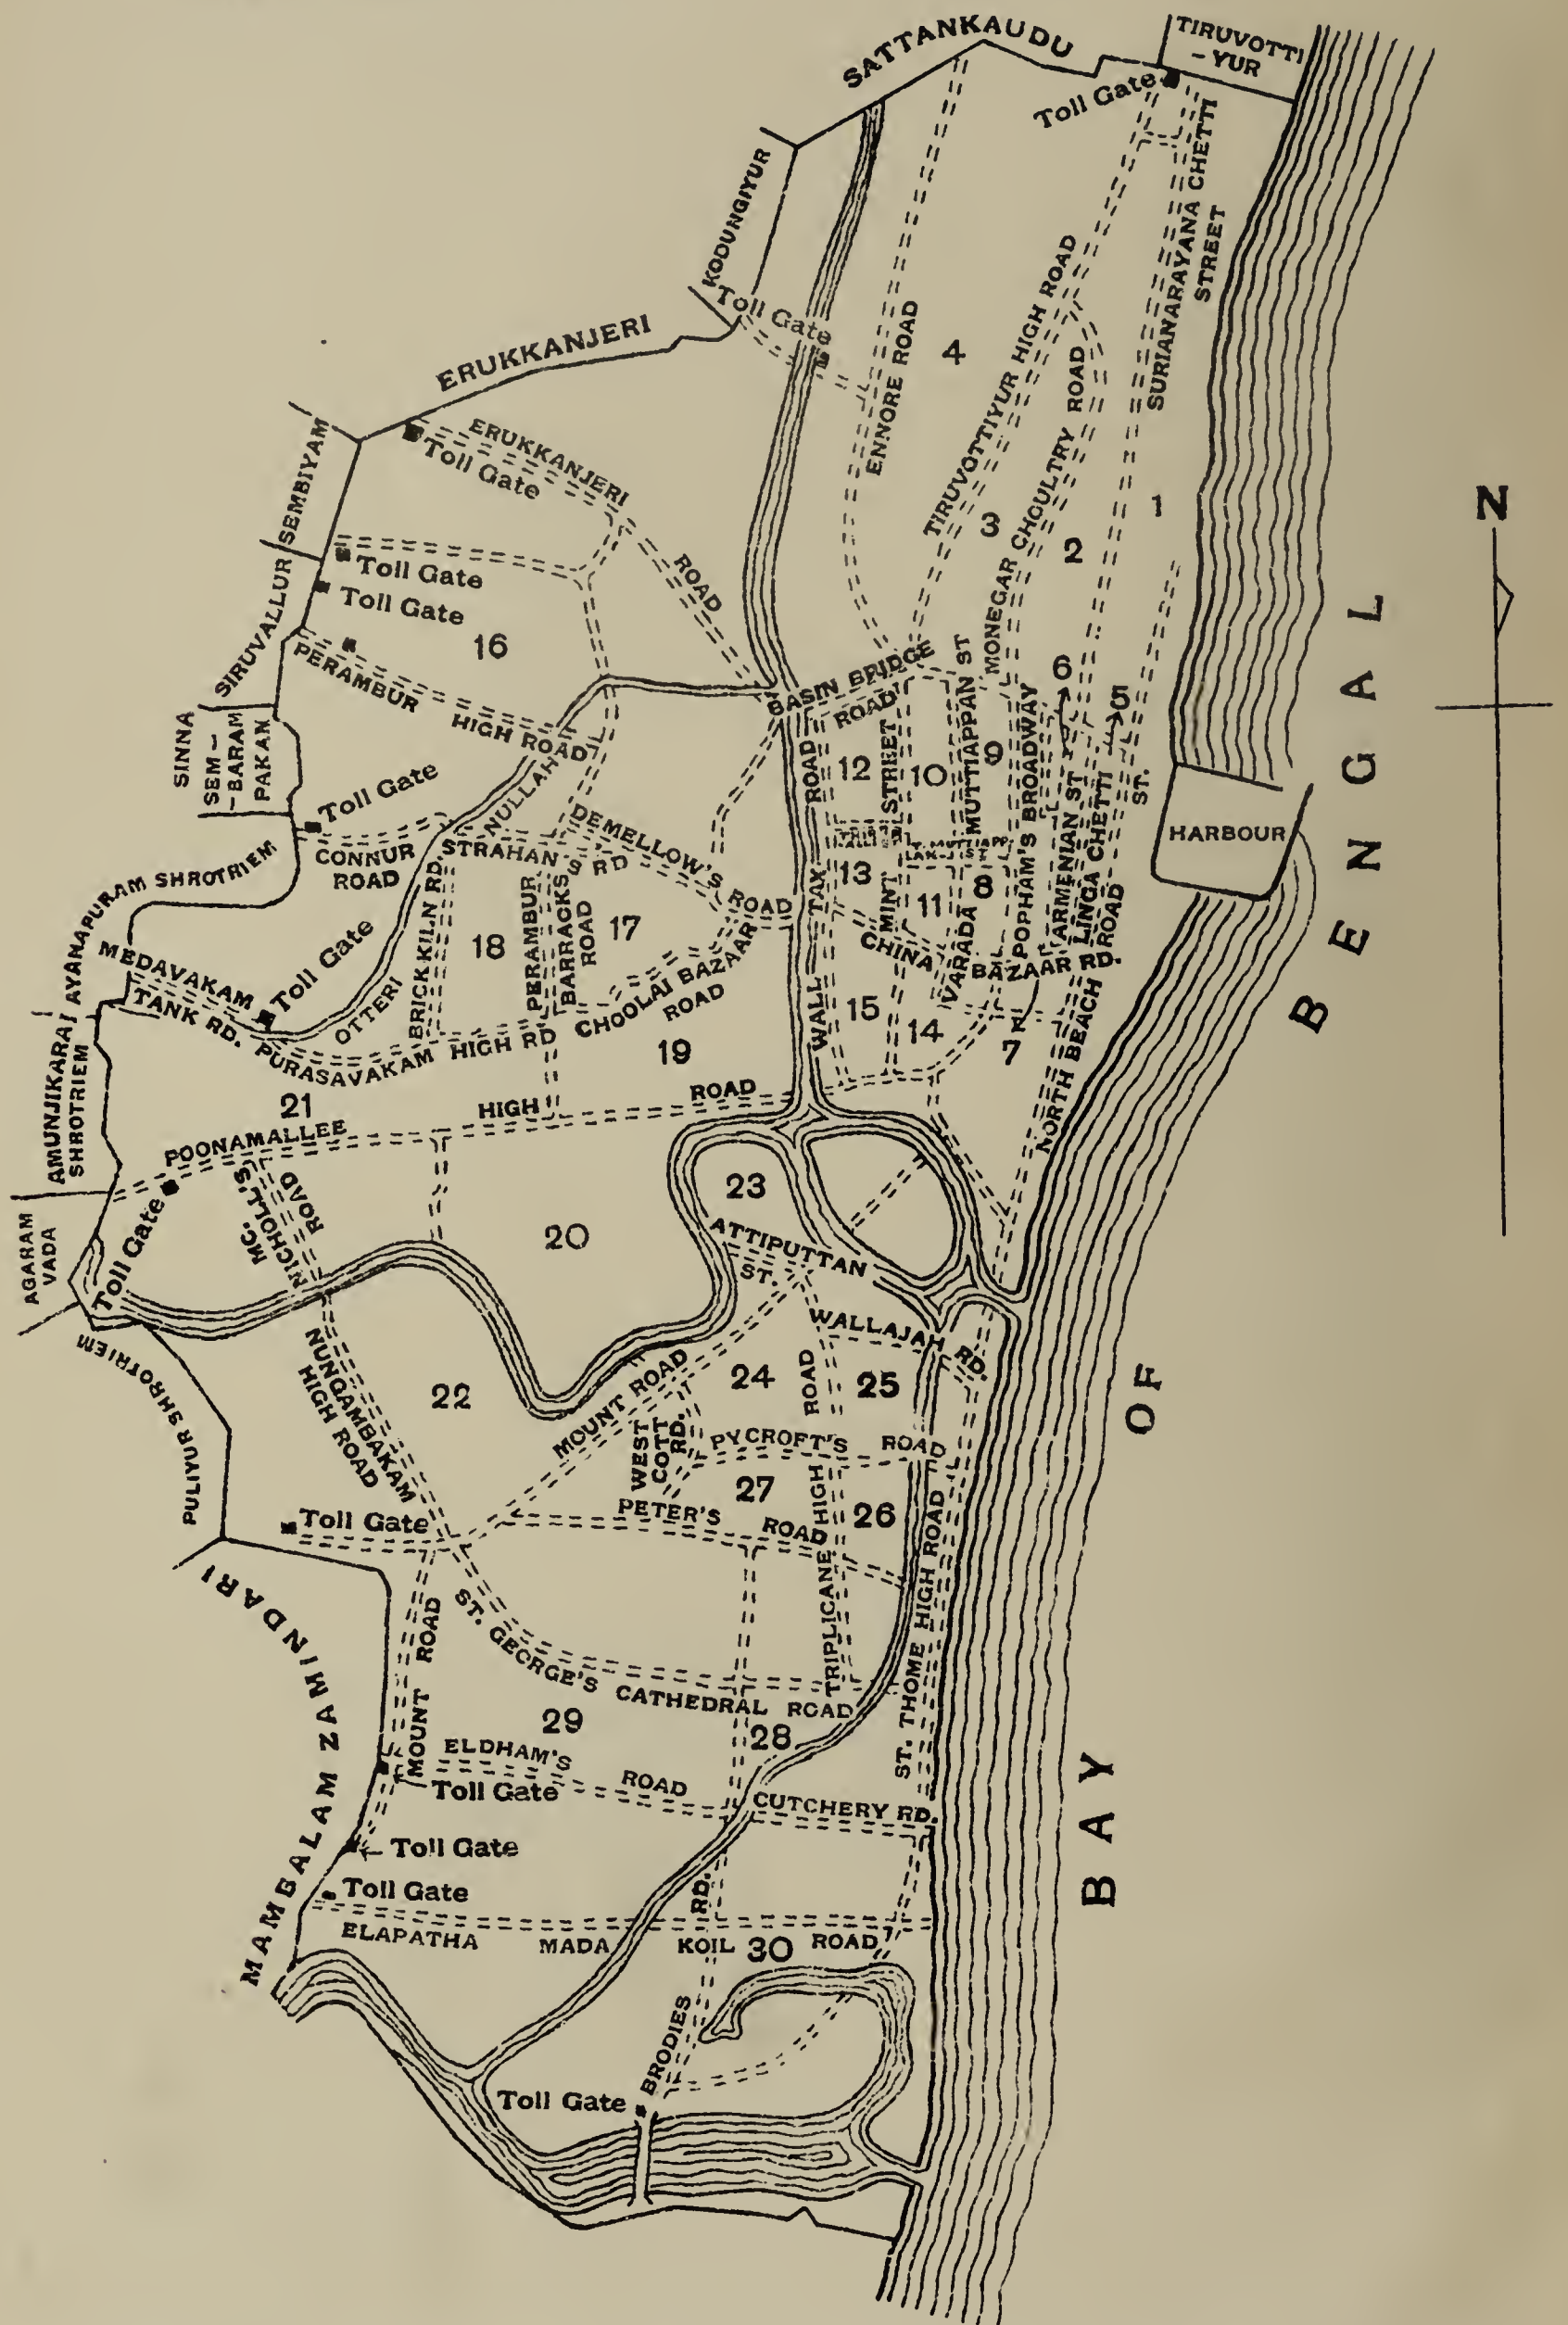 SATTANKAUDU
TIRUVOTTI
-YUR
Toll Gate
SURIANARAYANA CHETTI
STREET
KODUNGIYUR
Toll Gate
ENNORE ROAD
4
TIRUVOTTIYUR HIGH ROAD
MONEGAR CHOULTRY ROAD
3
2
1
ERUKKANJERI
ERUKKANJERI
ROAD
Toll Gate
SEMBIYAM
Toll Gate
Toll Gate
SIRUVALLUR
16
PERAMBUR
HIGH ROAD
N
BASIN BRIDGE
ROAD
6
5
SINNA
SEM-
-BARAM
PAKAN
Toll Gate
CONNUR
ROAD
NULLAH
OTTERI
STRAHAN'S RD
DEMELLOW'S
ROAD
12
10
9
MINT STREET
MUTTIAPPAN ST
POPHAM'S BROADWAY
ARMENIAN ST
LINGA CHETTI
ST.
HARBOUR
WALL TAX ROAD
13
11
8
VARADA
CHINA
BAZAAR RD.
NORTH BEACH ROAD
15
14
7
AYANAPURAM SHROTRIEM
MEDAVAKAM
TANK RD.
Toll Gate
BRICKKILN RD.
18
PERAMBUR
BARRACKS
ROAD
17
CHOOLAI BAZAAR
ROAD
PURASAVAKAM HIGH RD
19
AMUNJIKARAI
SHROTRIEM
21
POONAMALLEE
HIGH
ROAD
MC. NICHOLL'S
ROAD
Toll Gate
AGARAM
VADA
20
23
ATTIPUTTAN
ST.
WALLAJAH RD.
PULIYUR SHROTRIEM
NUNGAMBAKAM
HIGH ROAD
22
MOUNT ROAD
24
ROAD
25
WEST
COTT
RD.
PYCROFT'S ROAD
27
26
PETER'S ROAD
TRIPLICANE HIGH
ST. THOME HIGH ROAD
Toll Gate
MAMBALAM ZAMINDARI
MOUNT ROAD
ST. GEORGE'S CATHEDRAL ROAD
29
28
ELDHAM'S ROAD
Toll Gate
CUTCHERY RD.
Toll Gate
Toll Gate
ELAPATHA MADA KOIL ROAD
30
BRODIES
RD.
Toll Gate
BAY OF BENGAL